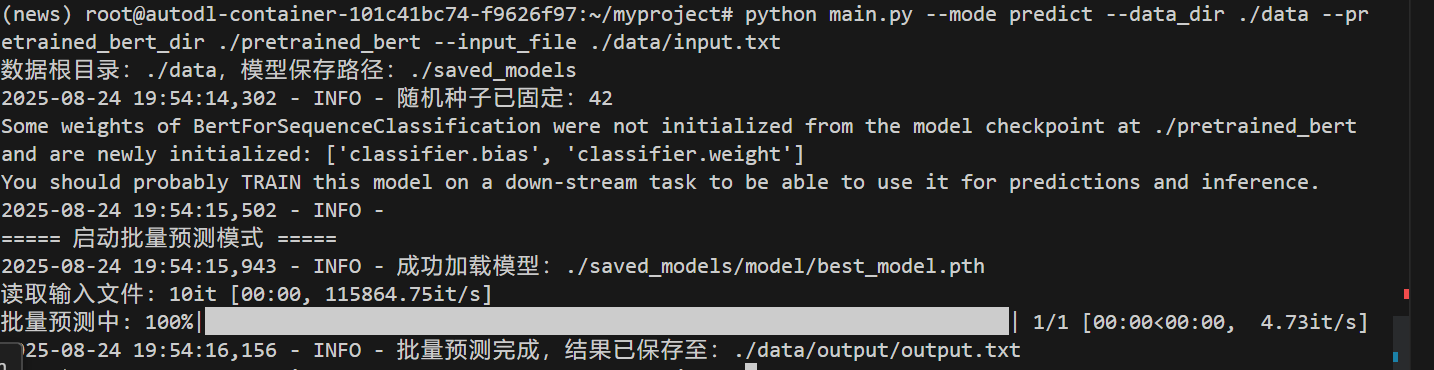 (news) root@autodl-container-101c41bc74-f9626f97:~/myproject# python main.py --mode predict --data_dir ./data --pr
etrained_bert_dir ./pretrained_bert --input_file ./data/input.txt
数据根目录：./data，模型保存路径：./saved_models
2025-08-24 19:54:14,302 - INFO - 随机种子已固定：42
Some weights of BertForSequenceClassification were not initialized from the model checkpoint at ./pretrained_bert
and are newly initialized: ['classifier.bias', 'classifier.weight']
You should probably TRAIN this model on a down-stream task to be able to use it for predictions and inference.
2025-08-24 19:54:15,502 - INFO -
===== 启动批量预测模式 =====
2025-08-24 19:54:15,943 - INFO - 成功加载模型：./saved_models/model/best_model.pth
读取输入文件: 10it [00:00, 115864.75it/s]
批量预测中: 100%|| 1/1 [00:00<00:00,  4.73it/s]
025-08-24 19:54:16,156 - INFO - 批量预测完成，结果已保存至：./data/output/output.txt